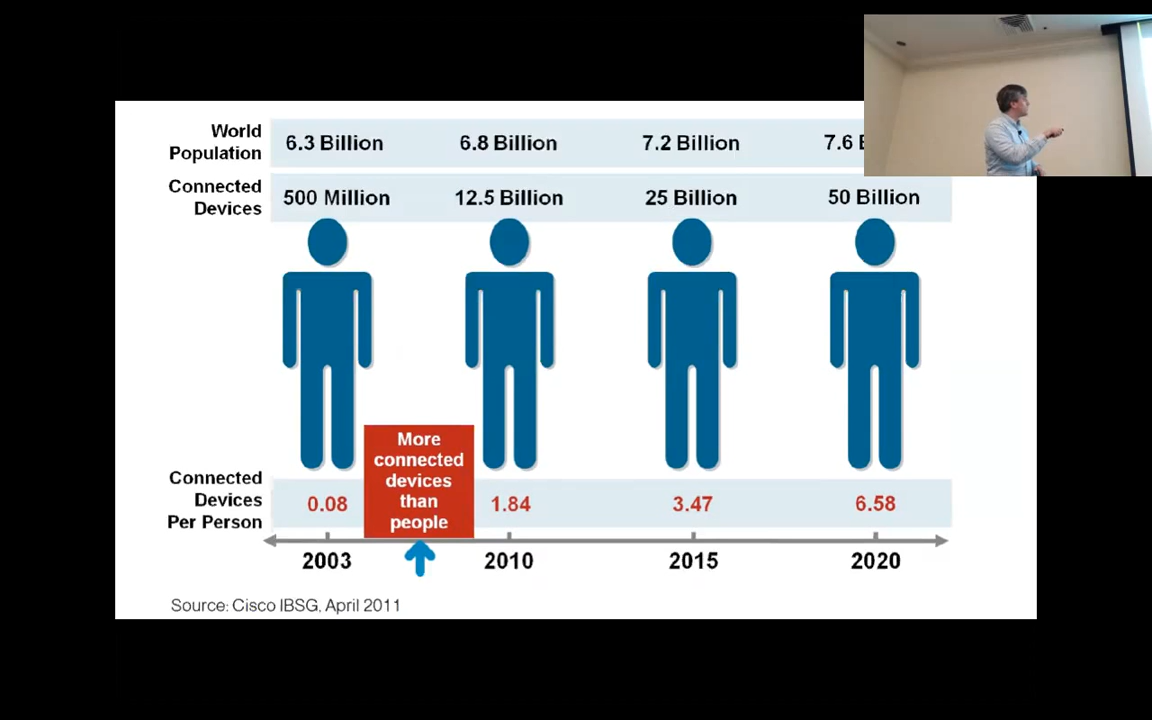 World
Population
6.3 Billion 6.8 Billion 7.2 Billion 7.6
Connected
Devices
500 Million 12.5 Billion 25 Billion 50 Billion
More
connected
devices
than
people
Connected
Devices
Per Person
0.08 1.84 3.47 6.58
2003 2010 2015 2020
Source: Cisco IBSG, April 2011